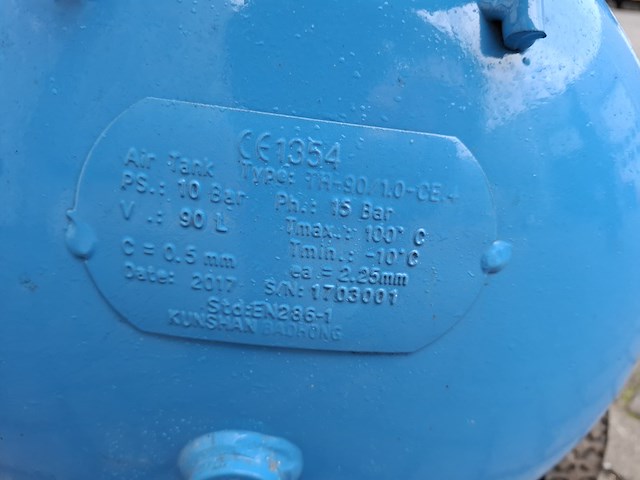 CE1354
Air Tank TYPE: TH-90/1.0-CE
PS.: 10 Bar Ph.: 15 Bar
V .: 90 L Tmax.: 100° C
Tmin.: -10°C
C = 0.5 mm ea = 2.25mm
Date: 2017 S/N: 1703001
Std:EN286-1
KUNSHAN BAOHONG